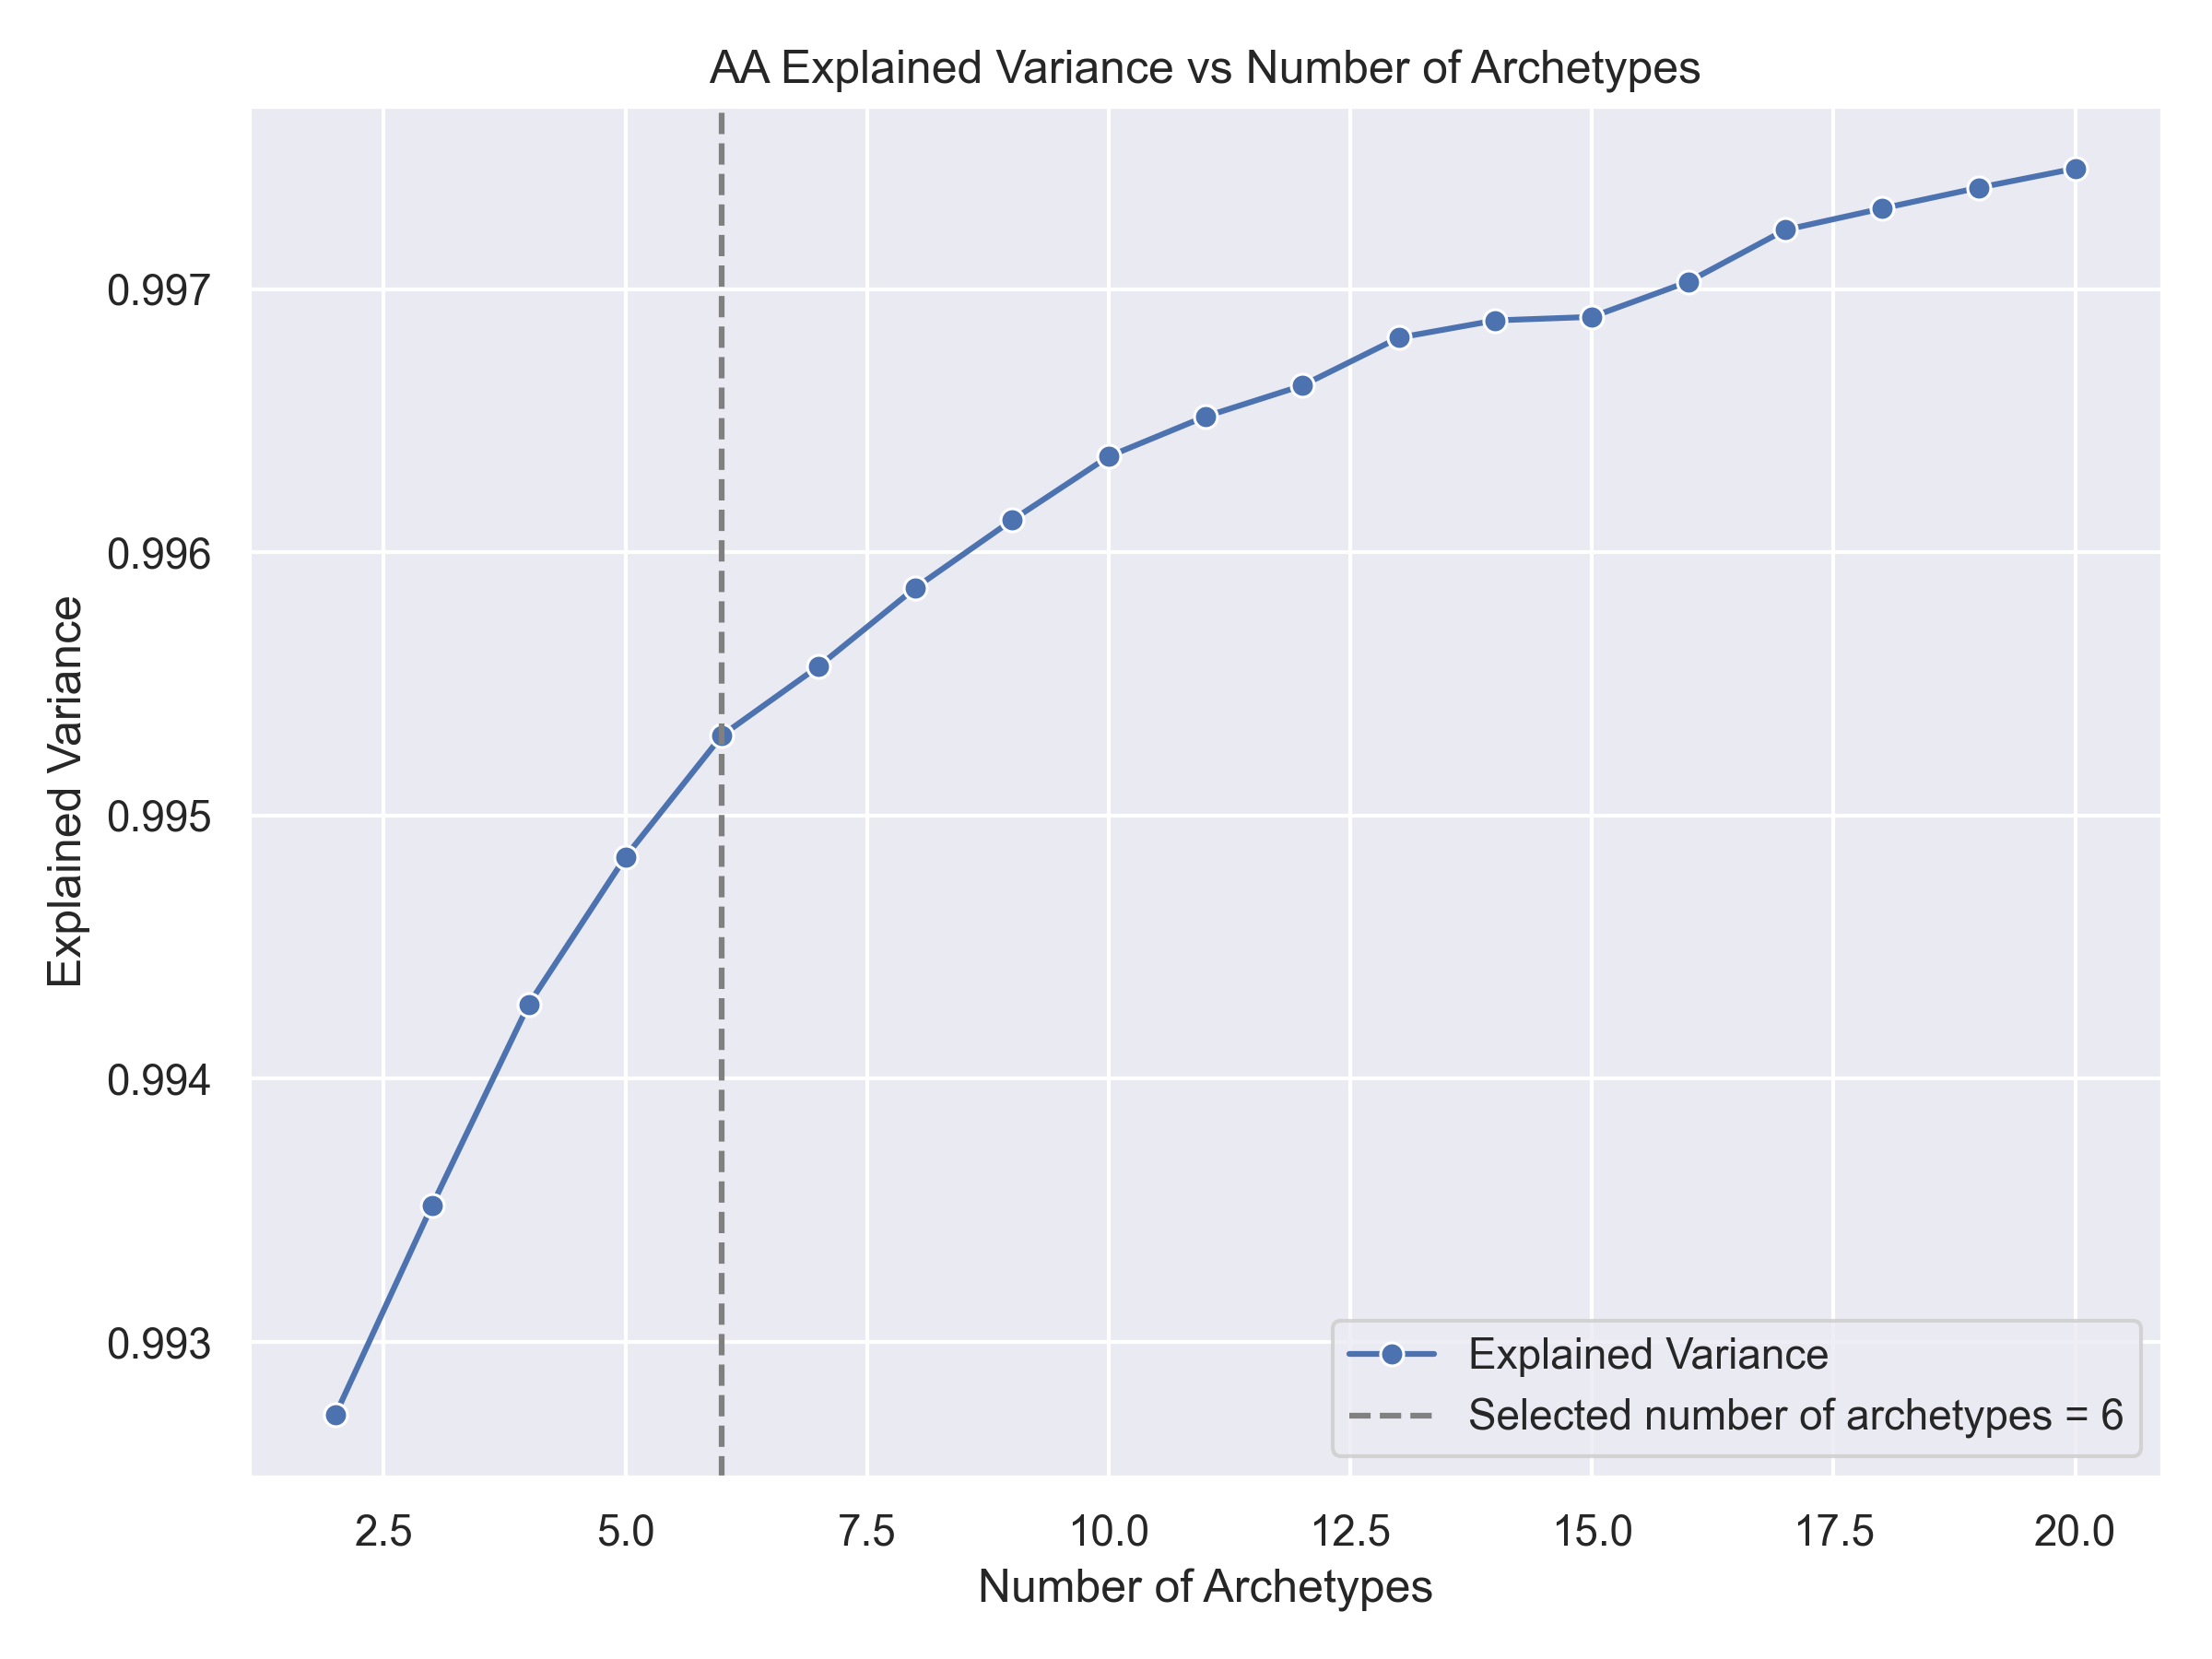 AA Explained Variance vs Number of Archetypes
Explained Variance
0.997
0.996
0.995
0.994
0.993
2.5 5.0 7.5 10.0 12.5 15.0 17.5 20.0
Number of Archetypes
Explained Variance
Selected number of archetypes = 6